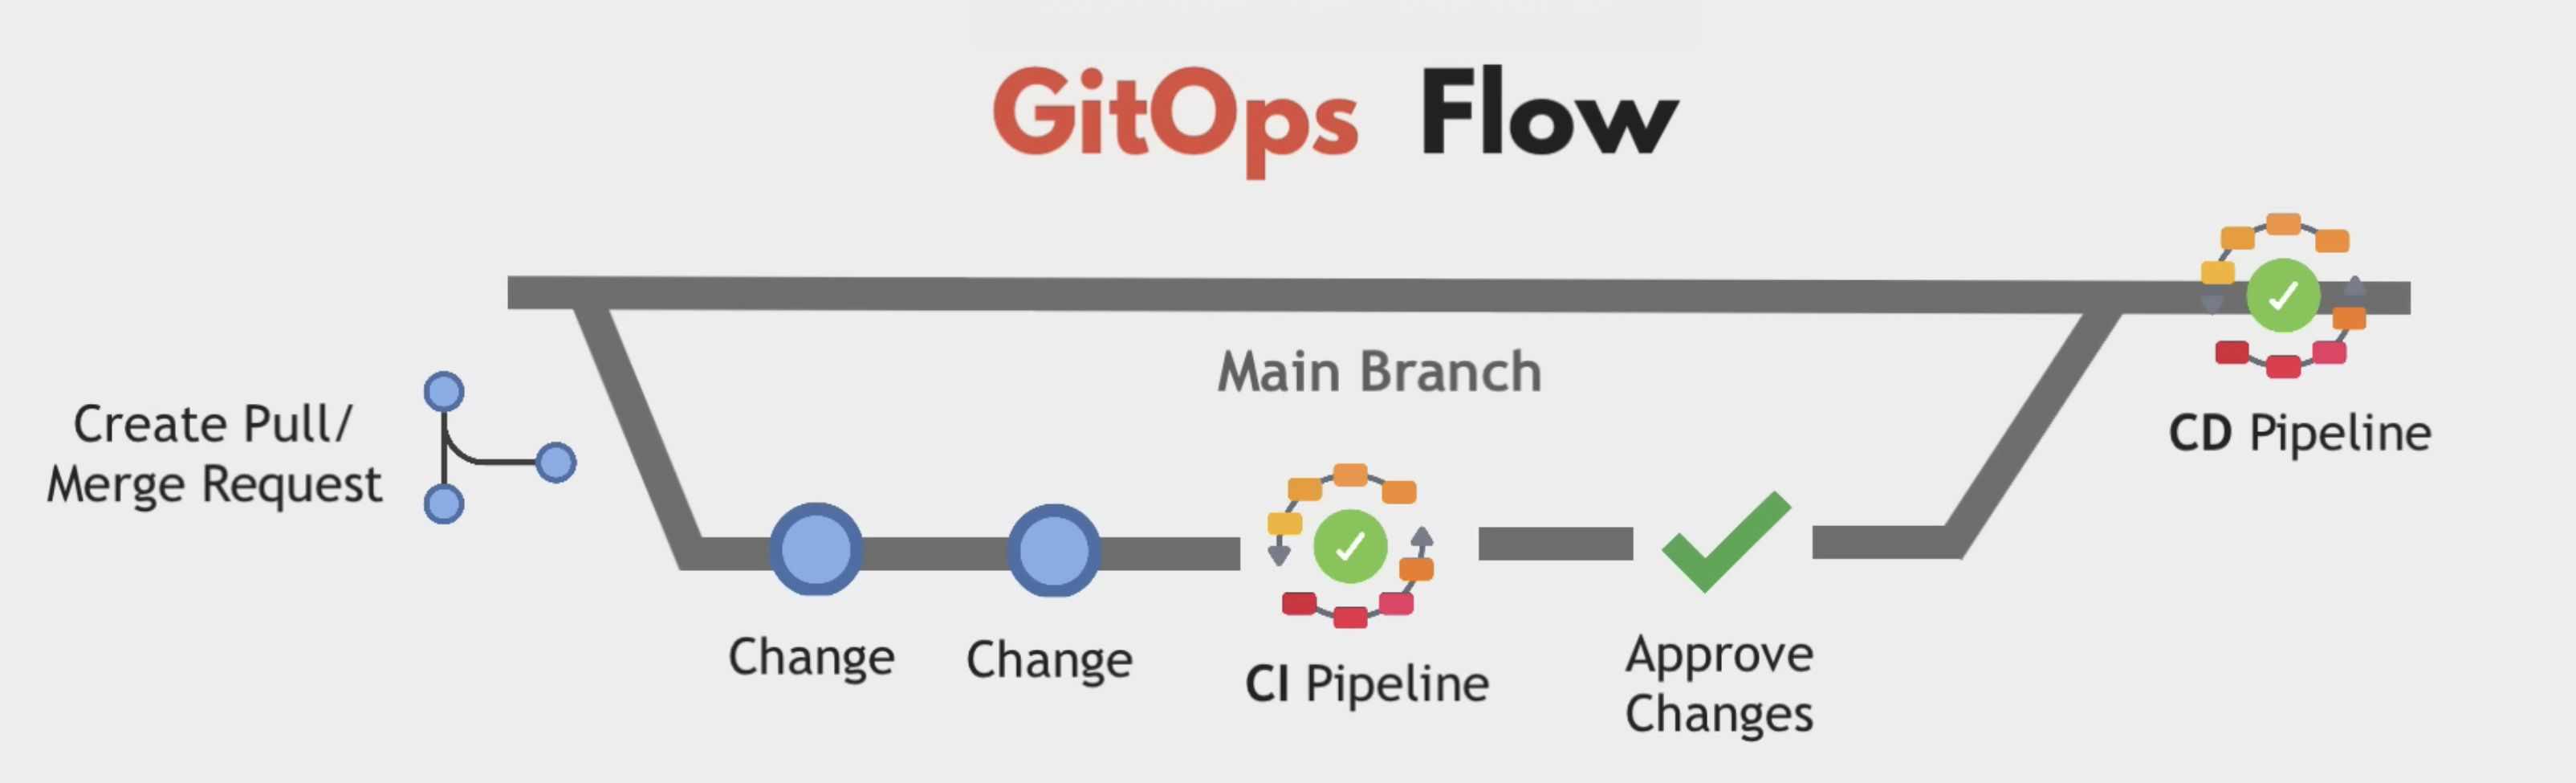 GitOps Flow
Main Branch
Create Pull/
Merge Request
CD Pipeline
Change
Change
CI Pipeline
Approve
Changes